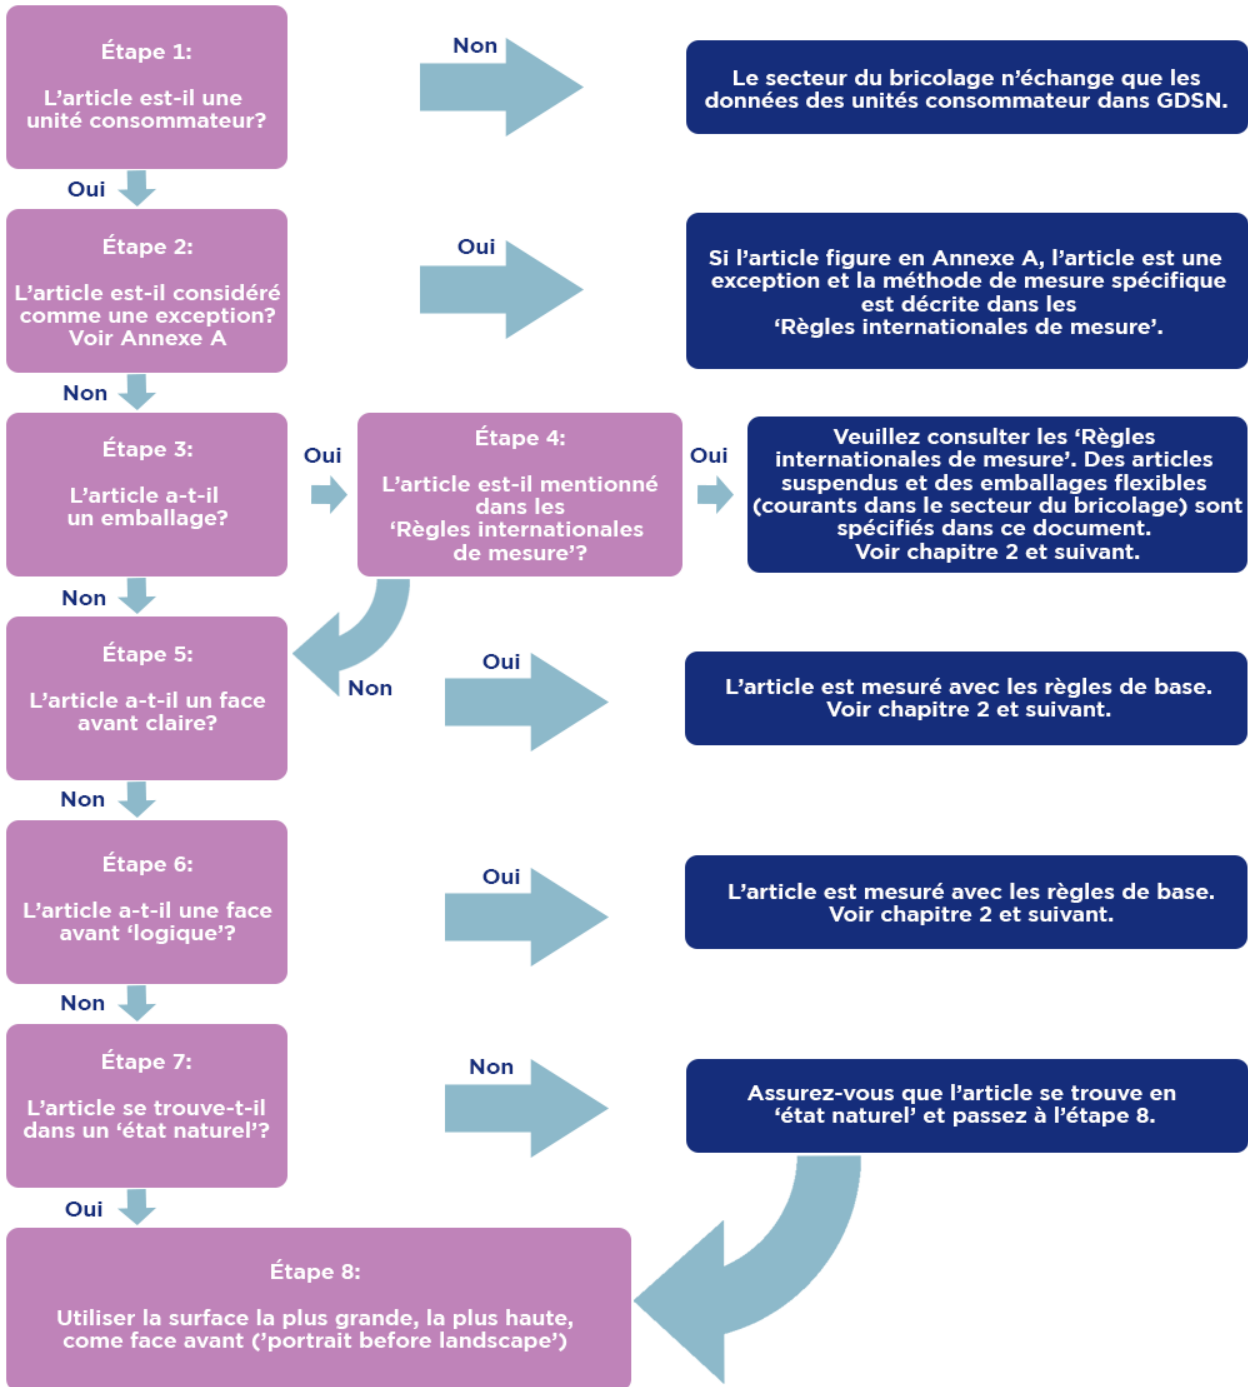 Étape 1:
L'article est-il une
unité consommateur?
Non
Le secteur du bricolage n'échange que les
données des unités consommateur dans GDSN.
Oui
Étape 2:
L'article est-il considéré
comme une exception?
Voir Annexe A
Oui
Si l'article figure en Annexe A, l'article est une
exception et la méthode de mesure spécifique
est décrite dans les
‘Règles internationales de mesure’.
Non
Étape 3:
L'article a-t-il
un emballage?
Oui
Étape 4:
L'article est-il mentionné
dans les
‘Règles internationales
de mesure’?
Oui
Veuillez consulter les ‘Règles
internationales de mesure’. Des articles
suspendus et des emballages flexibles
(courants dans le secteur du bricolage) sont
spécifiés dans ce document.
Voir chapitre 2 et suivant.
Non
Non
Étape 5:
L'article a-t-il un face
avant claire?
Oui
L'article est mesuré avec les règles de base.
Voir chapitre 2 et suivant.
Non
Étape 6:
L'article a-t-il une face
avant ‘logique’?
Oui
L'article est mesuré avec les règles de base.
Voir chapitre 2 et suivant.
Non
Étape 7:
L'article se trouve-t-il
dans un ‘état naturel’?
Non
Assurez-vous que l'article se trouve en
‘état naturel’ et passez à l'étape 8.
Oui
Étape 8:
Utiliser la surface la plus grande, la plus haute,
come face avant (’portrait before landscape’)